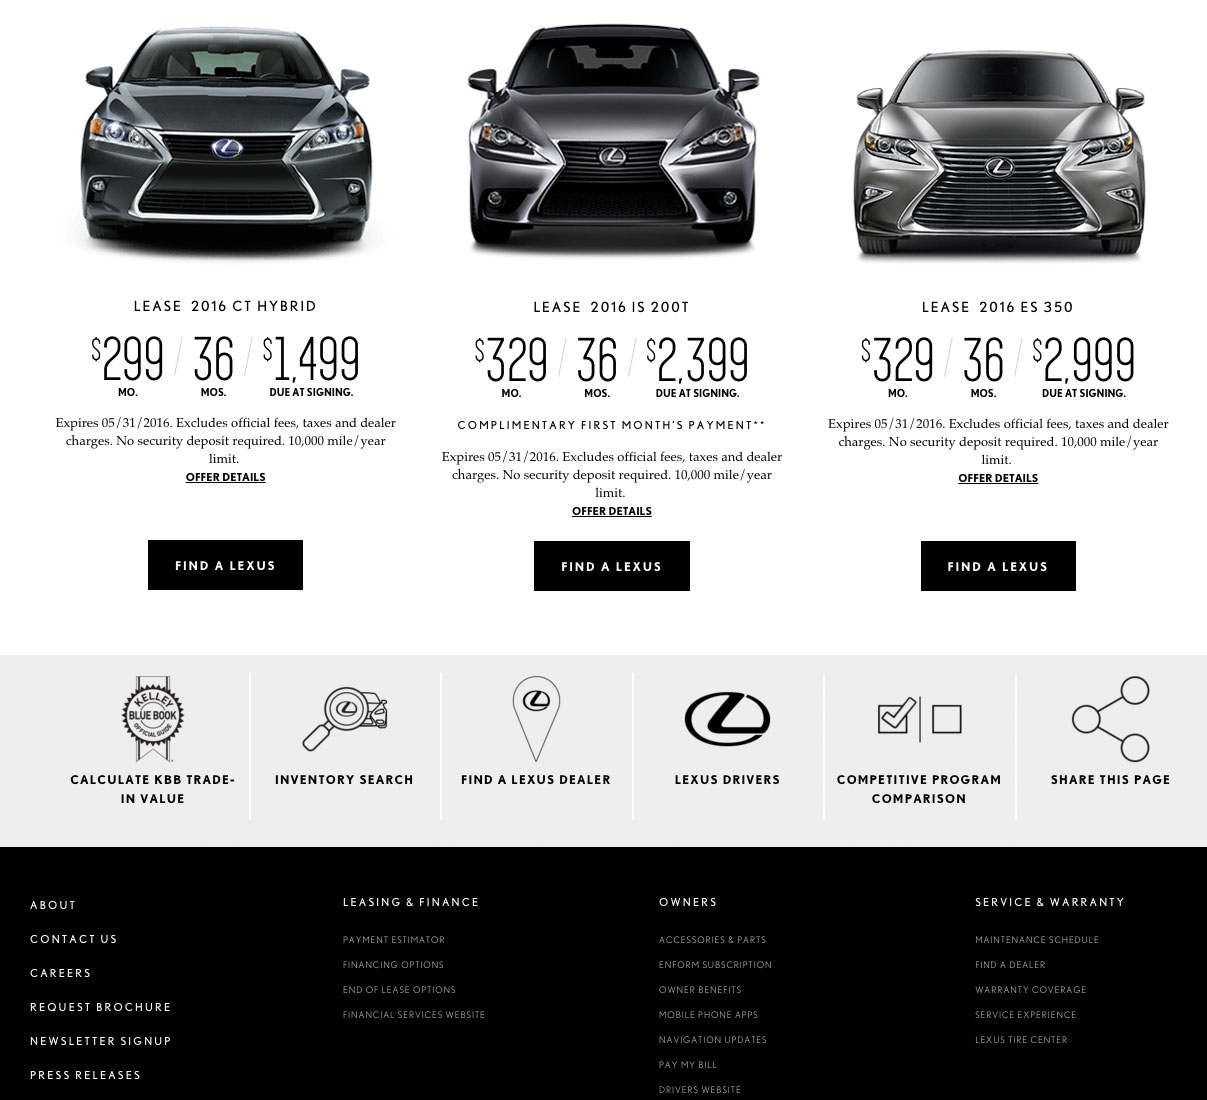 LEASE 2016 CT HYBRID
$299 / 36 / $1,499
MO. MOS. DUE AT SIGNING.
Expires 05/31/2016. Excludes official fees, taxes and dealer
charges. No security deposit required. 10,000 mile/year
limit.
OFFER DETAILS
FIND A LEXUS
LEASE 2016 IS 200T
$329 / 36 / $2,399
MO. MOS. DUE AT SIGNING.
COMPLIMENTARY FIRST MONTH'S PAYMENT**
Expires 05/31/2016. Excludes official fees, taxes and dealer
charges. No security deposit required. 10,000 mile/year
limit.
OFFER DETAILS
FIND A LEXUS
LEASE 2016 ES 350
$329 / 36 / $2,999
MO. MOS. DUE AT SIGNING.
Expires 05/31/2016. Excludes official fees, taxes and dealer
charges. No security deposit required. 10,000 mile/year
limit.
OFFER DETAILS
FIND A LEXUS
KELLEY
BLUE BOOK
OFFICIAL GUIDE
CALCULATE KBB TRADE-
IN VALUE
INVENTORY SEARCH
FIND A LEXUS DEALER
LEXUS DRIVERS
COMPETITIVE PROGRAM
COMPARISON
SHARE THIS PAGE
ABOUT
CONTACT US
CAREERS
REQUEST BROCHURE
NEWSLETTER SIGNUP
PRESS RELEASES
LEASING & FINANCE
PAYMENT ESTIMATOR
FINANCING OPTIONS
END OF LEASE OPTIONS
FINANCIAL SERVICES WEBSITE
OWNERS
ACCESSORIES & PARTS
ENFORM SUBSCRIPTION
OWNER BENEFITS
MOBILE PHONE APPS
NAVIGATION UPDATES
PAY MY BILL
DRIVERS WEBSITE
SERVICE & WARRANTY
MAINTENANCE SCHEDULE
FIND A DEALER
WARRANTY COVERAGE
SERVICE EXPERIENCE
LEXUS TIRE CENTER